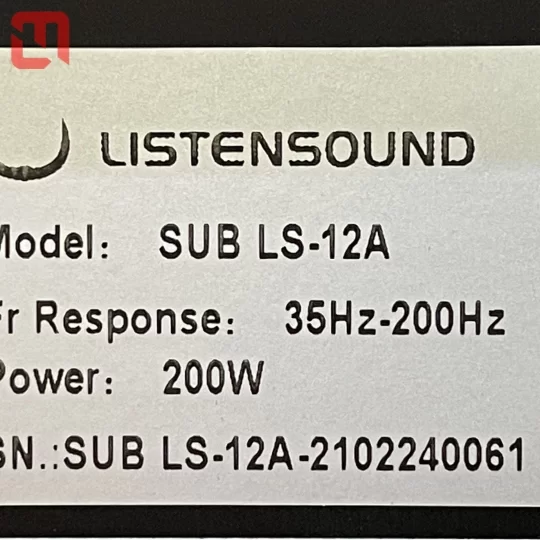 LISTENSOUND
Model: SUB LS-12A
Fr Response: 35Hz-200Hz
Power: 200W
SN.:SUB LS-12A-2102240061